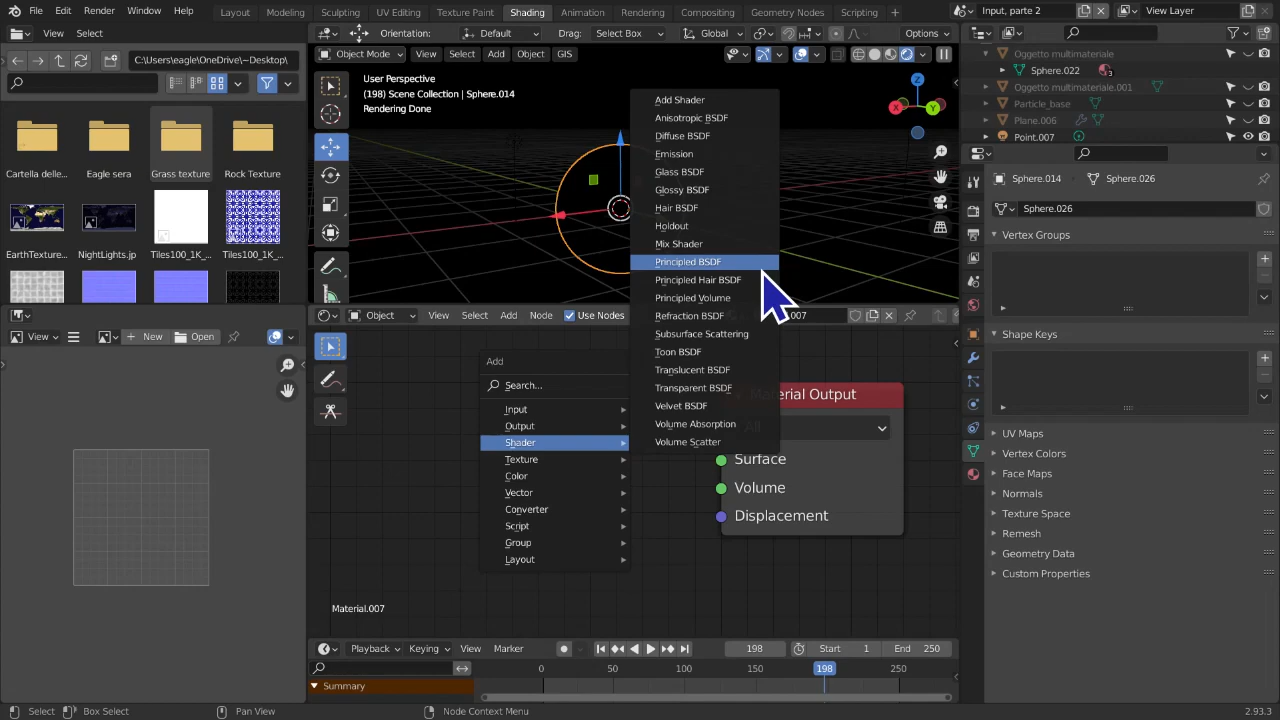 File Edit Render Window Help Layout Modeling Sculpting UV Editing Texture Paint Shading Animation Rendering Compositing Geometry Nodes Scripting + Input, parte 2 View Layer
View Select
C:\Users\eagle\OneDrive\~Desktop\
Cartella delle... Eagle sera Grass texture Rock Texture
EarthTexture... NightLights.jp Tiles100_1K_... Tiles100_1K_...
Orientation: Default Drag: Select Box Global Options
Object Mode View Select Add Object GIS
User Perspective
(198) Scene Collection | Sphere.014
Rendering Done
X
Y
Z
Add Shader
Anisotropic BSDF
Diffuse BSDF
Emission
Glass BSDF
Glossy BSDF
Hair BSDF
Holdout
Mix Shader
Principled BSDF
Principled Hair BSDF
Principled Volume
Refraction BSDF
Subsurface Scattering
Toon BSDF
Translucent BSDF
Transparent BSDF
Velvet BSDF
Volume Absorption
Volume Scatter
View New Open
Object View Select Add Node Use Nodes .007
Add
Search...
Input
Output
Shader
Texture
Color
Vector
Converter
Script
Group
Layout
Material Output
All
Surface
Volume
Displacement
Material.007
Playback Keying View Marker 198 Start 1 End 250
0 50 100 150 198 250
Summary
Oggetto multimateriale
Sphere.022 3
Oggetto multimateriale.001
Particle_base
Plane.006
Point.007
Sphere.014 Sphere.026
Sphere.026
Vertex Groups
Shape Keys
UV Maps
Vertex Colors
Face Maps
Normals
Texture Space
Remesh
Geometry Data
Custom Properties
Select Box Select Pan View Node Context Menu 2.93.3